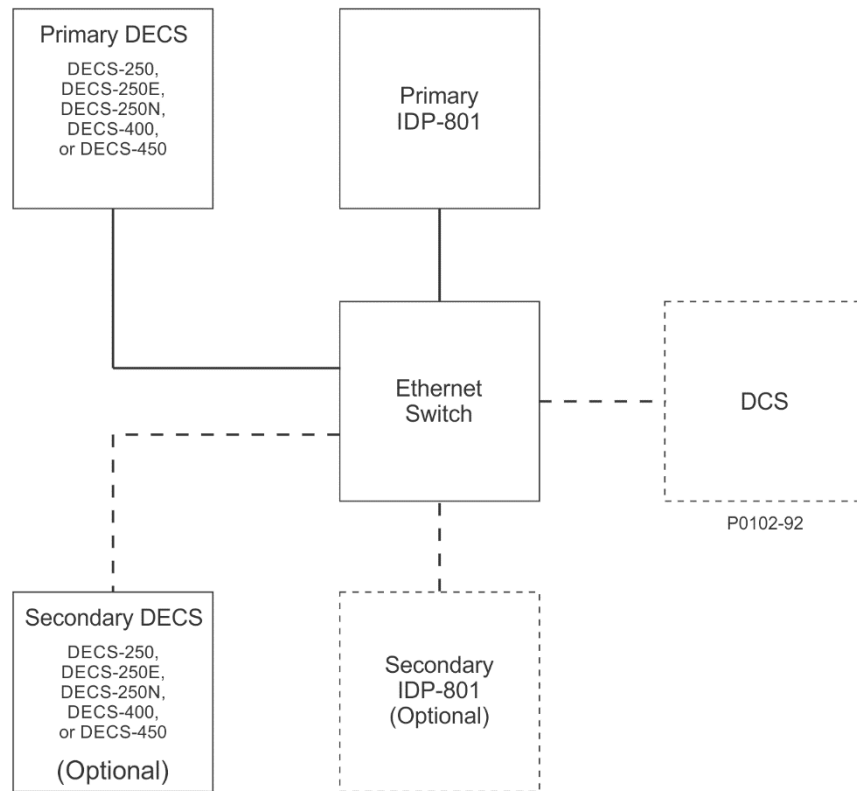 Primary DECS
DECS-250,
DECS-250E,
DECS-250N,
DECS-400,
or DECS-450
Primary
IDP-801
Ethernet
Switch
DCS
P0102-92
Secondary DECS
DECS-250,
DECS-250E,
DECS-250N,
DECS-400,
or DECS-450
(Optional)
Secondary
IDP-801
(Optional)